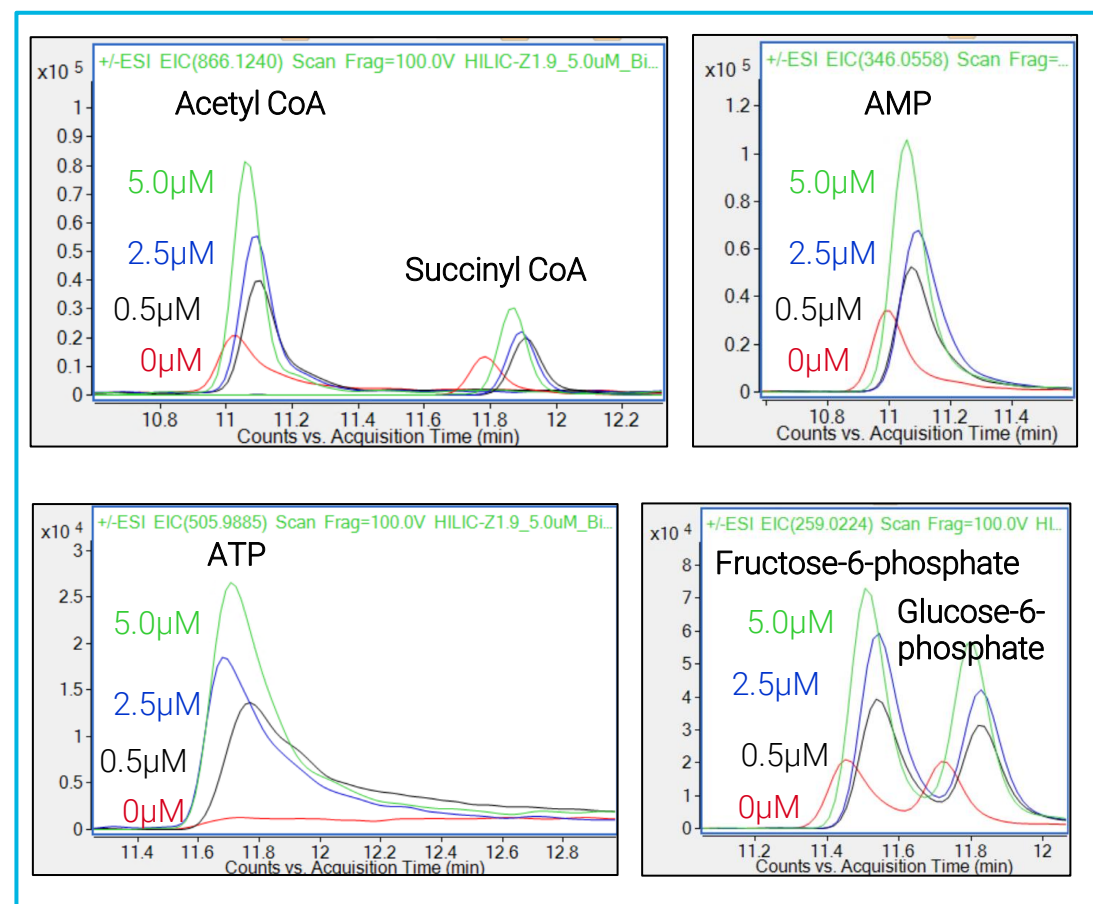 +/-ESI EIC(866.1240) Scan Frag=100.0V HILIC-Z1.9_5.0uM_Bi...
x10 5
Acetyl CoA
Succinyl CoA
5.0µM
2.5µM
0.5µM
0µM
1
0.9
0.8
0.7
0.6
0.5
0.4
0.3
0.2
0.1
0
10.8 11 11.2 11.4 11.6 11.8 12 12.2
Counts vs. Acquisition Time (min)
+/-ESI EIC(346.0558) Scan Frag=...
x10 5
AMP
5.0µM
2.5µM
0.5µM
0µM
1.2
1
0.8
0.6
0.4
0.2
0
10.8 11 11.2 11.4
Counts vs. Acquisition Time (min)
+/-ESI EIC(505.9885) Scan Frag=100.0V HILIC-Z1.9_5.0uM_Bi...
x10 4
ATP
5.0µM
2.5µM
0.5µM
0µM
3
2.5
2
1.5
1
0.5
0
11.4 11.6 11.8 12 12.2 12.4 12.6 12.8
Counts vs. Acquisition Time (min)
+/-ESI EIC(259.0224) Scan Frag=100.0V HI...
x10 4
Fructose-6-phosphate
Glucose-6-
phosphate
5.0µM
2.5µM
0.5µM
0µM
8
7
6
5
4
3
2
1
0
11.2 11.4 11.6 11.8 12
Counts vs. Acquisition Time (min)